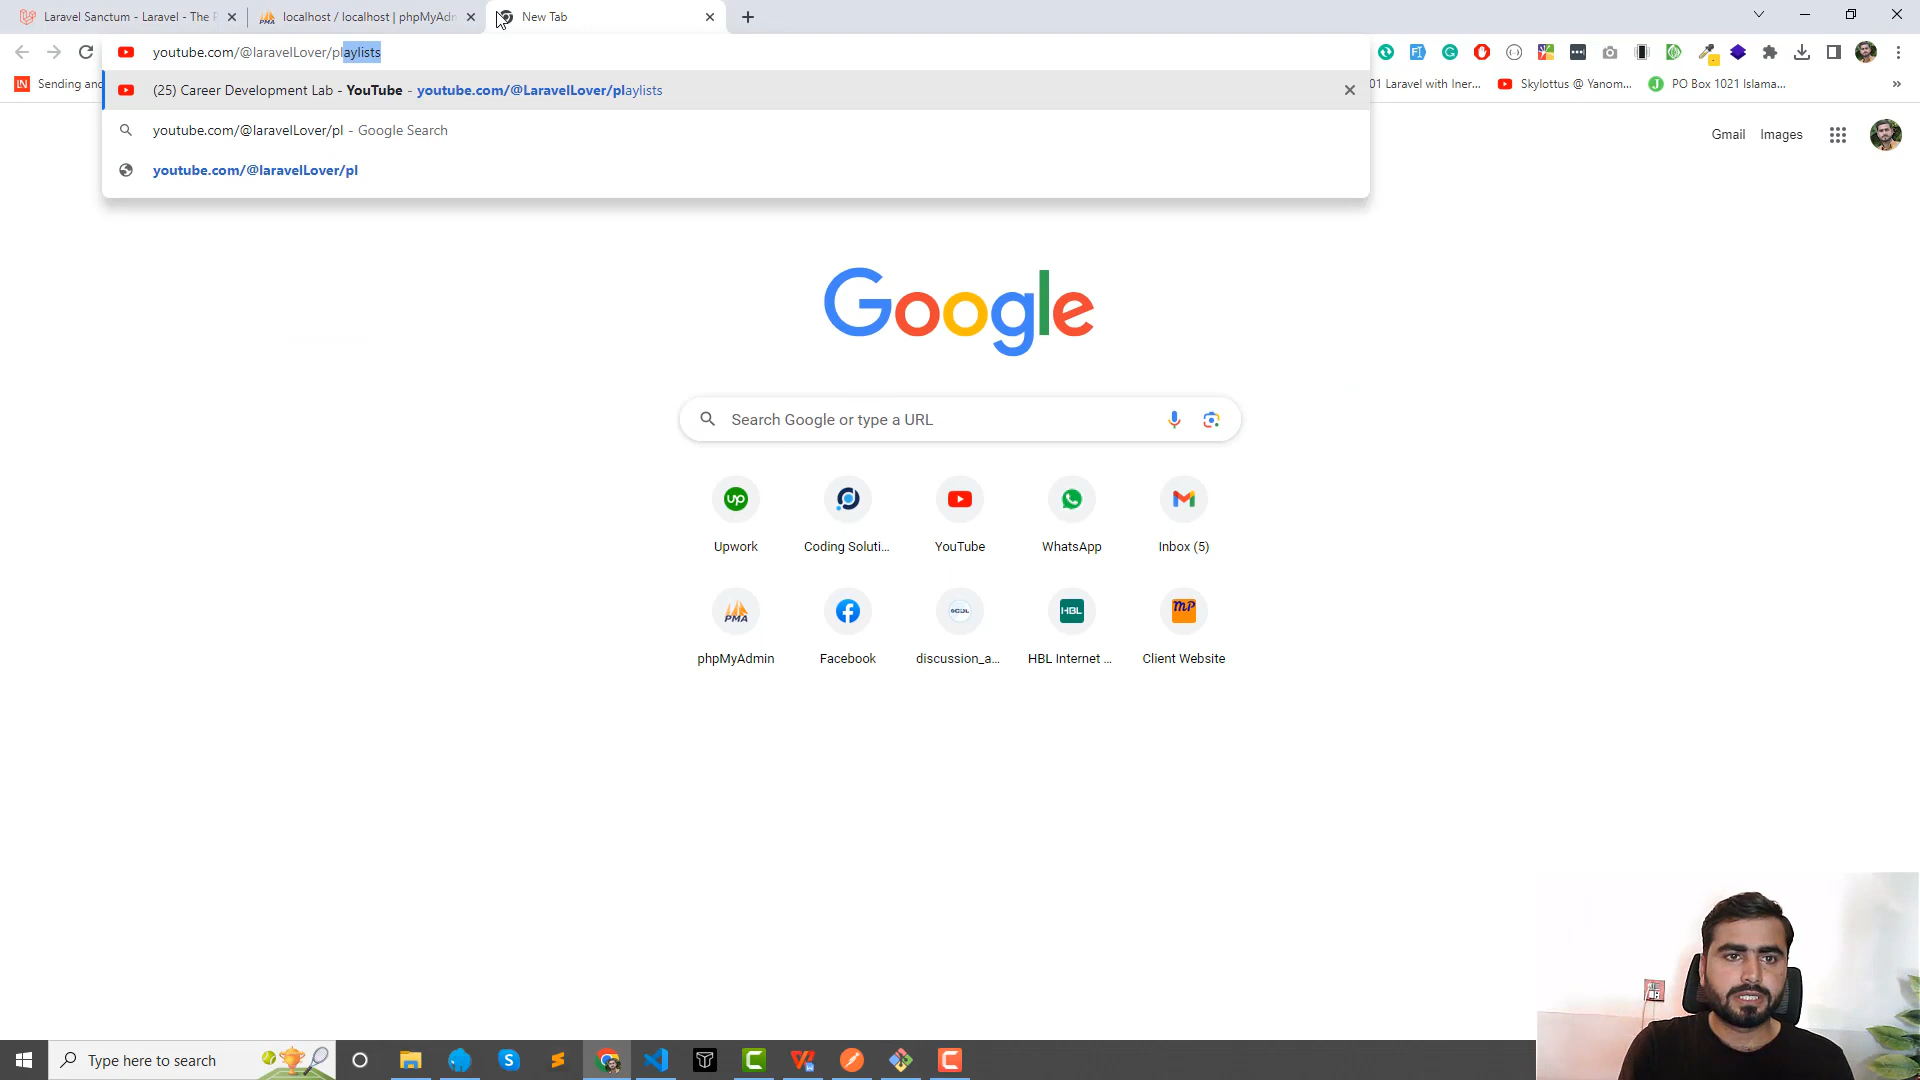 Laravel Sanctum - Laravel - The P
localhost / localhost | phpMyAdm
New Tab
youtube.com/@laravelLover/playlists
(25) Career Development Lab - YouTube - youtube.com/@LaravelLover/playlists
youtube.com/@laravelLover/pl - Google Search
youtube.com/@laravelLover/pl
Sending and
01 Laravel with Iner...
Skylottus @ Yanom...
PO Box 1021 Islama...
Gmail
Images
Google
Search Google or type a URL
Upwork
Coding Soluti...
YouTube
WhatsApp
Inbox (5)
phpMyAdmin
Facebook
discussion_a...
HBL Internet ...
Client Website
Type here to search